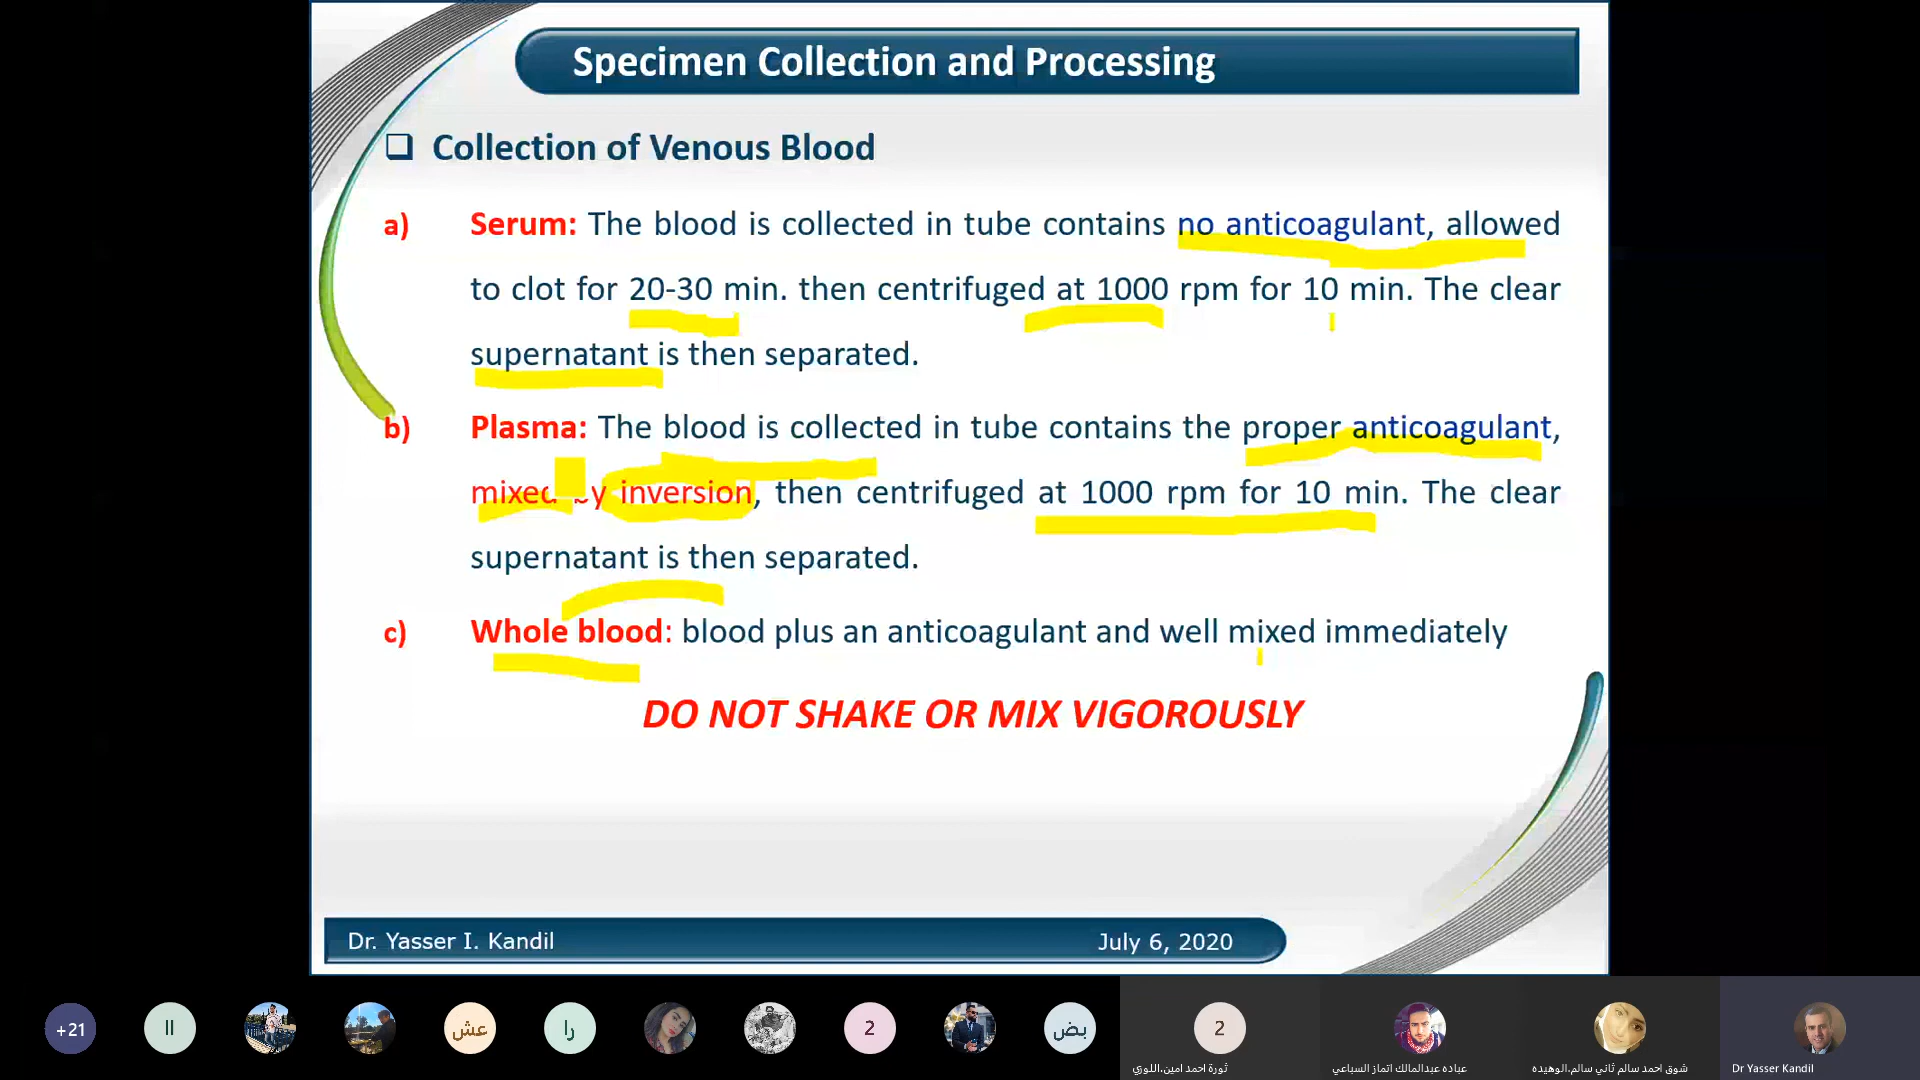 Specimen Collection and Processing
❑ Collection of Venous Blood
a) Serum: The blood is collected in tube contains no anticoagulant, allowed
to clot for 20-30 min. then centrifuged at 1000 rpm for 10 min. The clear
supernatant is then separated.
b) Plasma: The blood is collected in tube contains the proper anticoagulant,
mixed by inversion, then centrifuged at 1000 rpm for 10 min. The clear
supernatant is then separated.
c) Whole blood: blood plus an anticoagulant and well mixed immediately
DO NOT SHAKE OR MIX VIGOROUSLY
Dr. Yasser I. Kandil July 6, 2020
+21 اا عش را 2 بض 2
ثورة احمد امين.اللوزي عباده عبدالمالك اتماز السباعي شوق احمد سالم ثاني سالم.الوهيده Dr Yasser Kandil